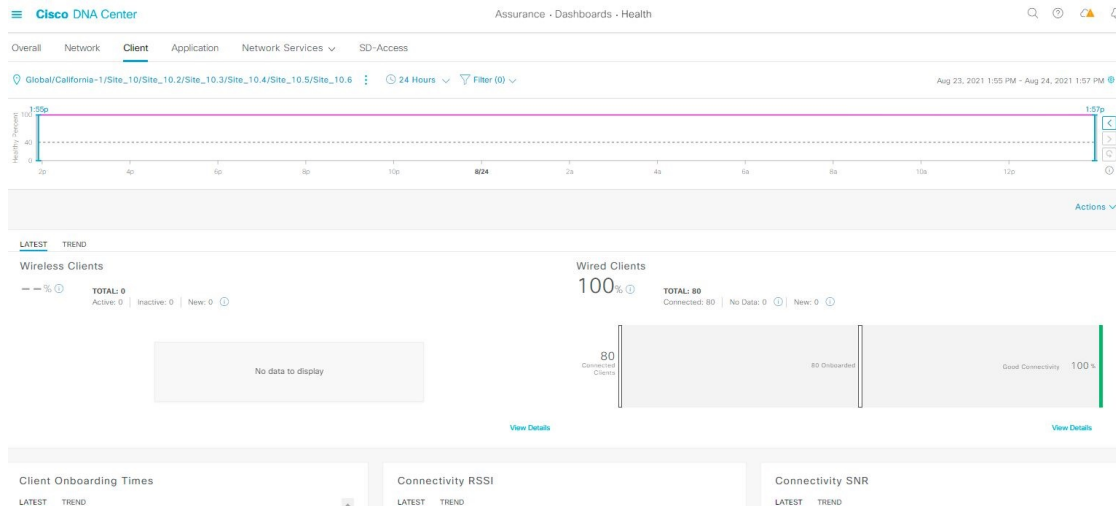 Cisco DNA Center
Assurance · Dashboards · Health
Overall Network Client Application Network Services SD-Access
Global/California-1/Site_10/Site_10.2/Site_10.3/Site_10.4/Site_10.5/Site_10.6 24 Hours Filter (0) Aug 23, 2021 1:55 PM - Aug 24, 2021 1:57 PM
1:55p 1:57p
Healthy Percent
100
40
0
2p 4p 6p 8p 10p 8/24 2a 4a 6a 8a 10a 12p
Actions
LATEST TREND
Wireless Clients
--% TOTAL: 0
Active: 0 | Inactive: 0 | New: 0
No data to display
View Details
Wired Clients
100% TOTAL: 80
Connected: 80 | No Data: 0 | New: 0
80
Connected
Clients
80 Onboarded
Good Connectivity 100 %
View Details
Client Onboarding Times
LATEST TREND
Connectivity RSSI
LATEST TREND
Connectivity SNR
LATEST TREND